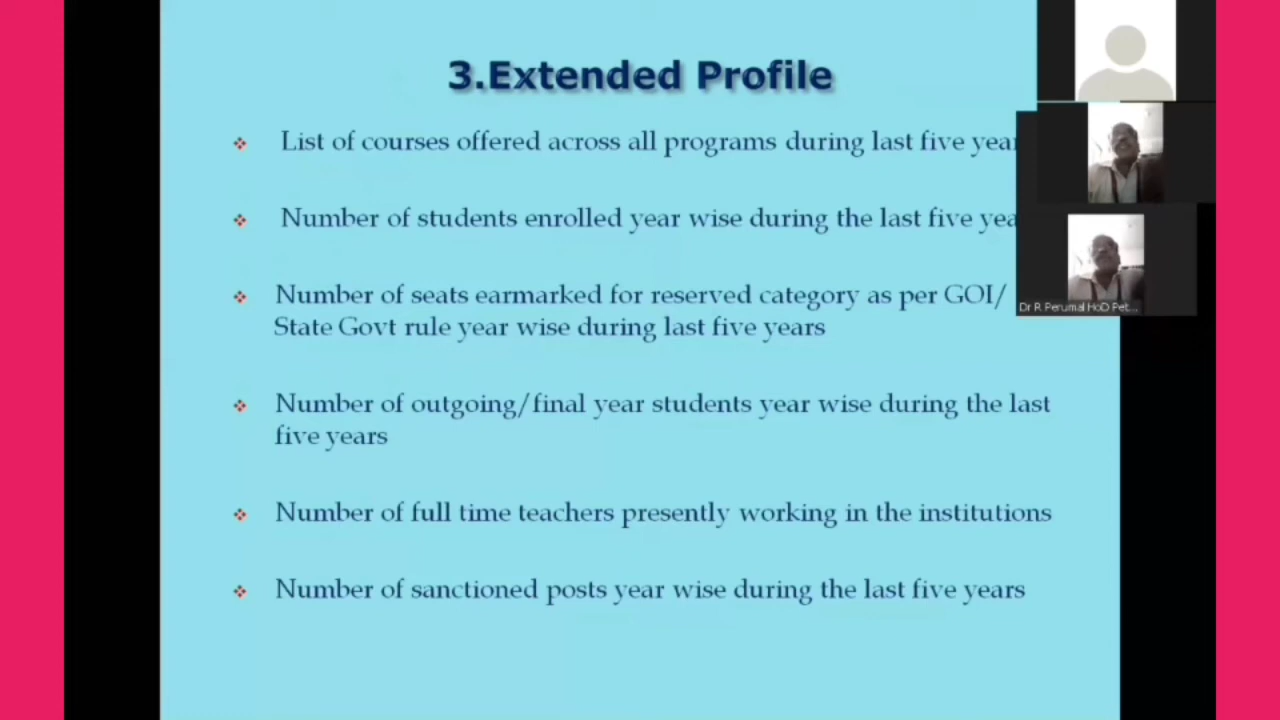 3.Extended Profile
List of courses offered across all programs during last five year
Number of students enrolled year wise during the last five yea
Number of seats earmarked for reserved category as per GOI/
State Govt rule year wise during last five years
Number of outgoing/final year students year wise during the last
five years
Number of full time teachers presently working in the institutions
Number of sanctioned posts year wise during the last five years
Dr R Perumal HoD Pet...